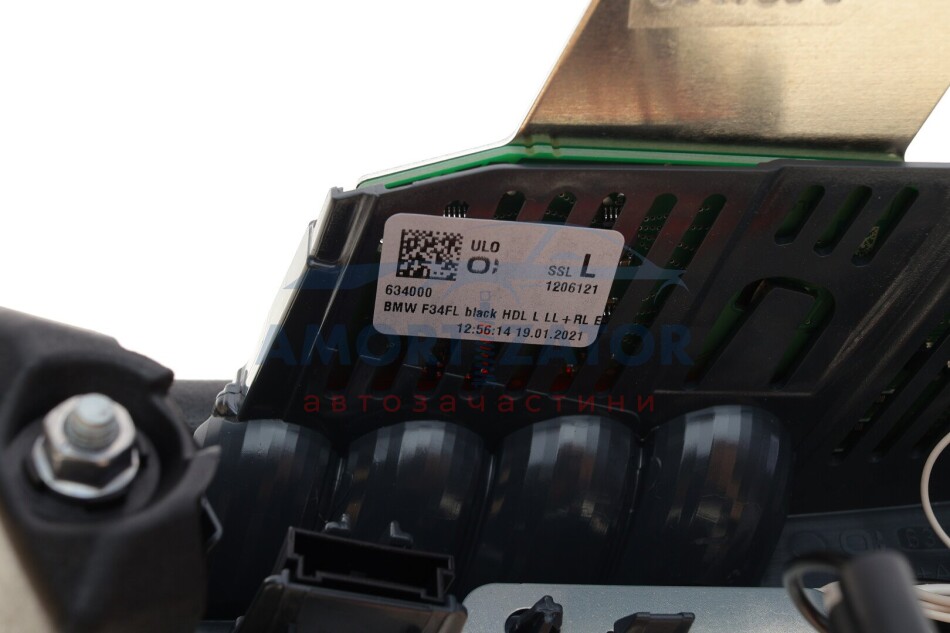 ULO
SSL L
634000
1206121
BMW F34FL black HDL L LL+RL E
12:56:14 19.01.2021
AMORTIZATOR
автозапчастини